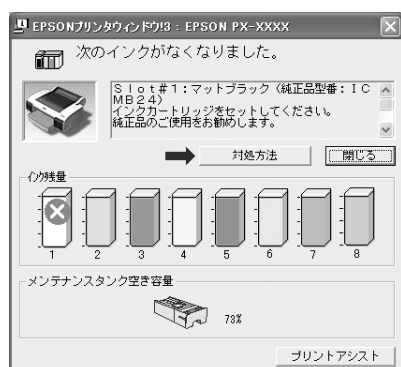 EPSONプリンタウィンドウ!3 : EPSON PX-XXXX
次のインクがなくなりました。
Slot#1：マットブラック（純正品型番：IC
MB24）
インクカートリッジをセットしてください。
純正品のご使用をお勧めします。
対処方法
閉じる
インク残量
1 2 3 4 5 6 7 8
メンテナンスタンク空き容量
73%
プリントアシスト